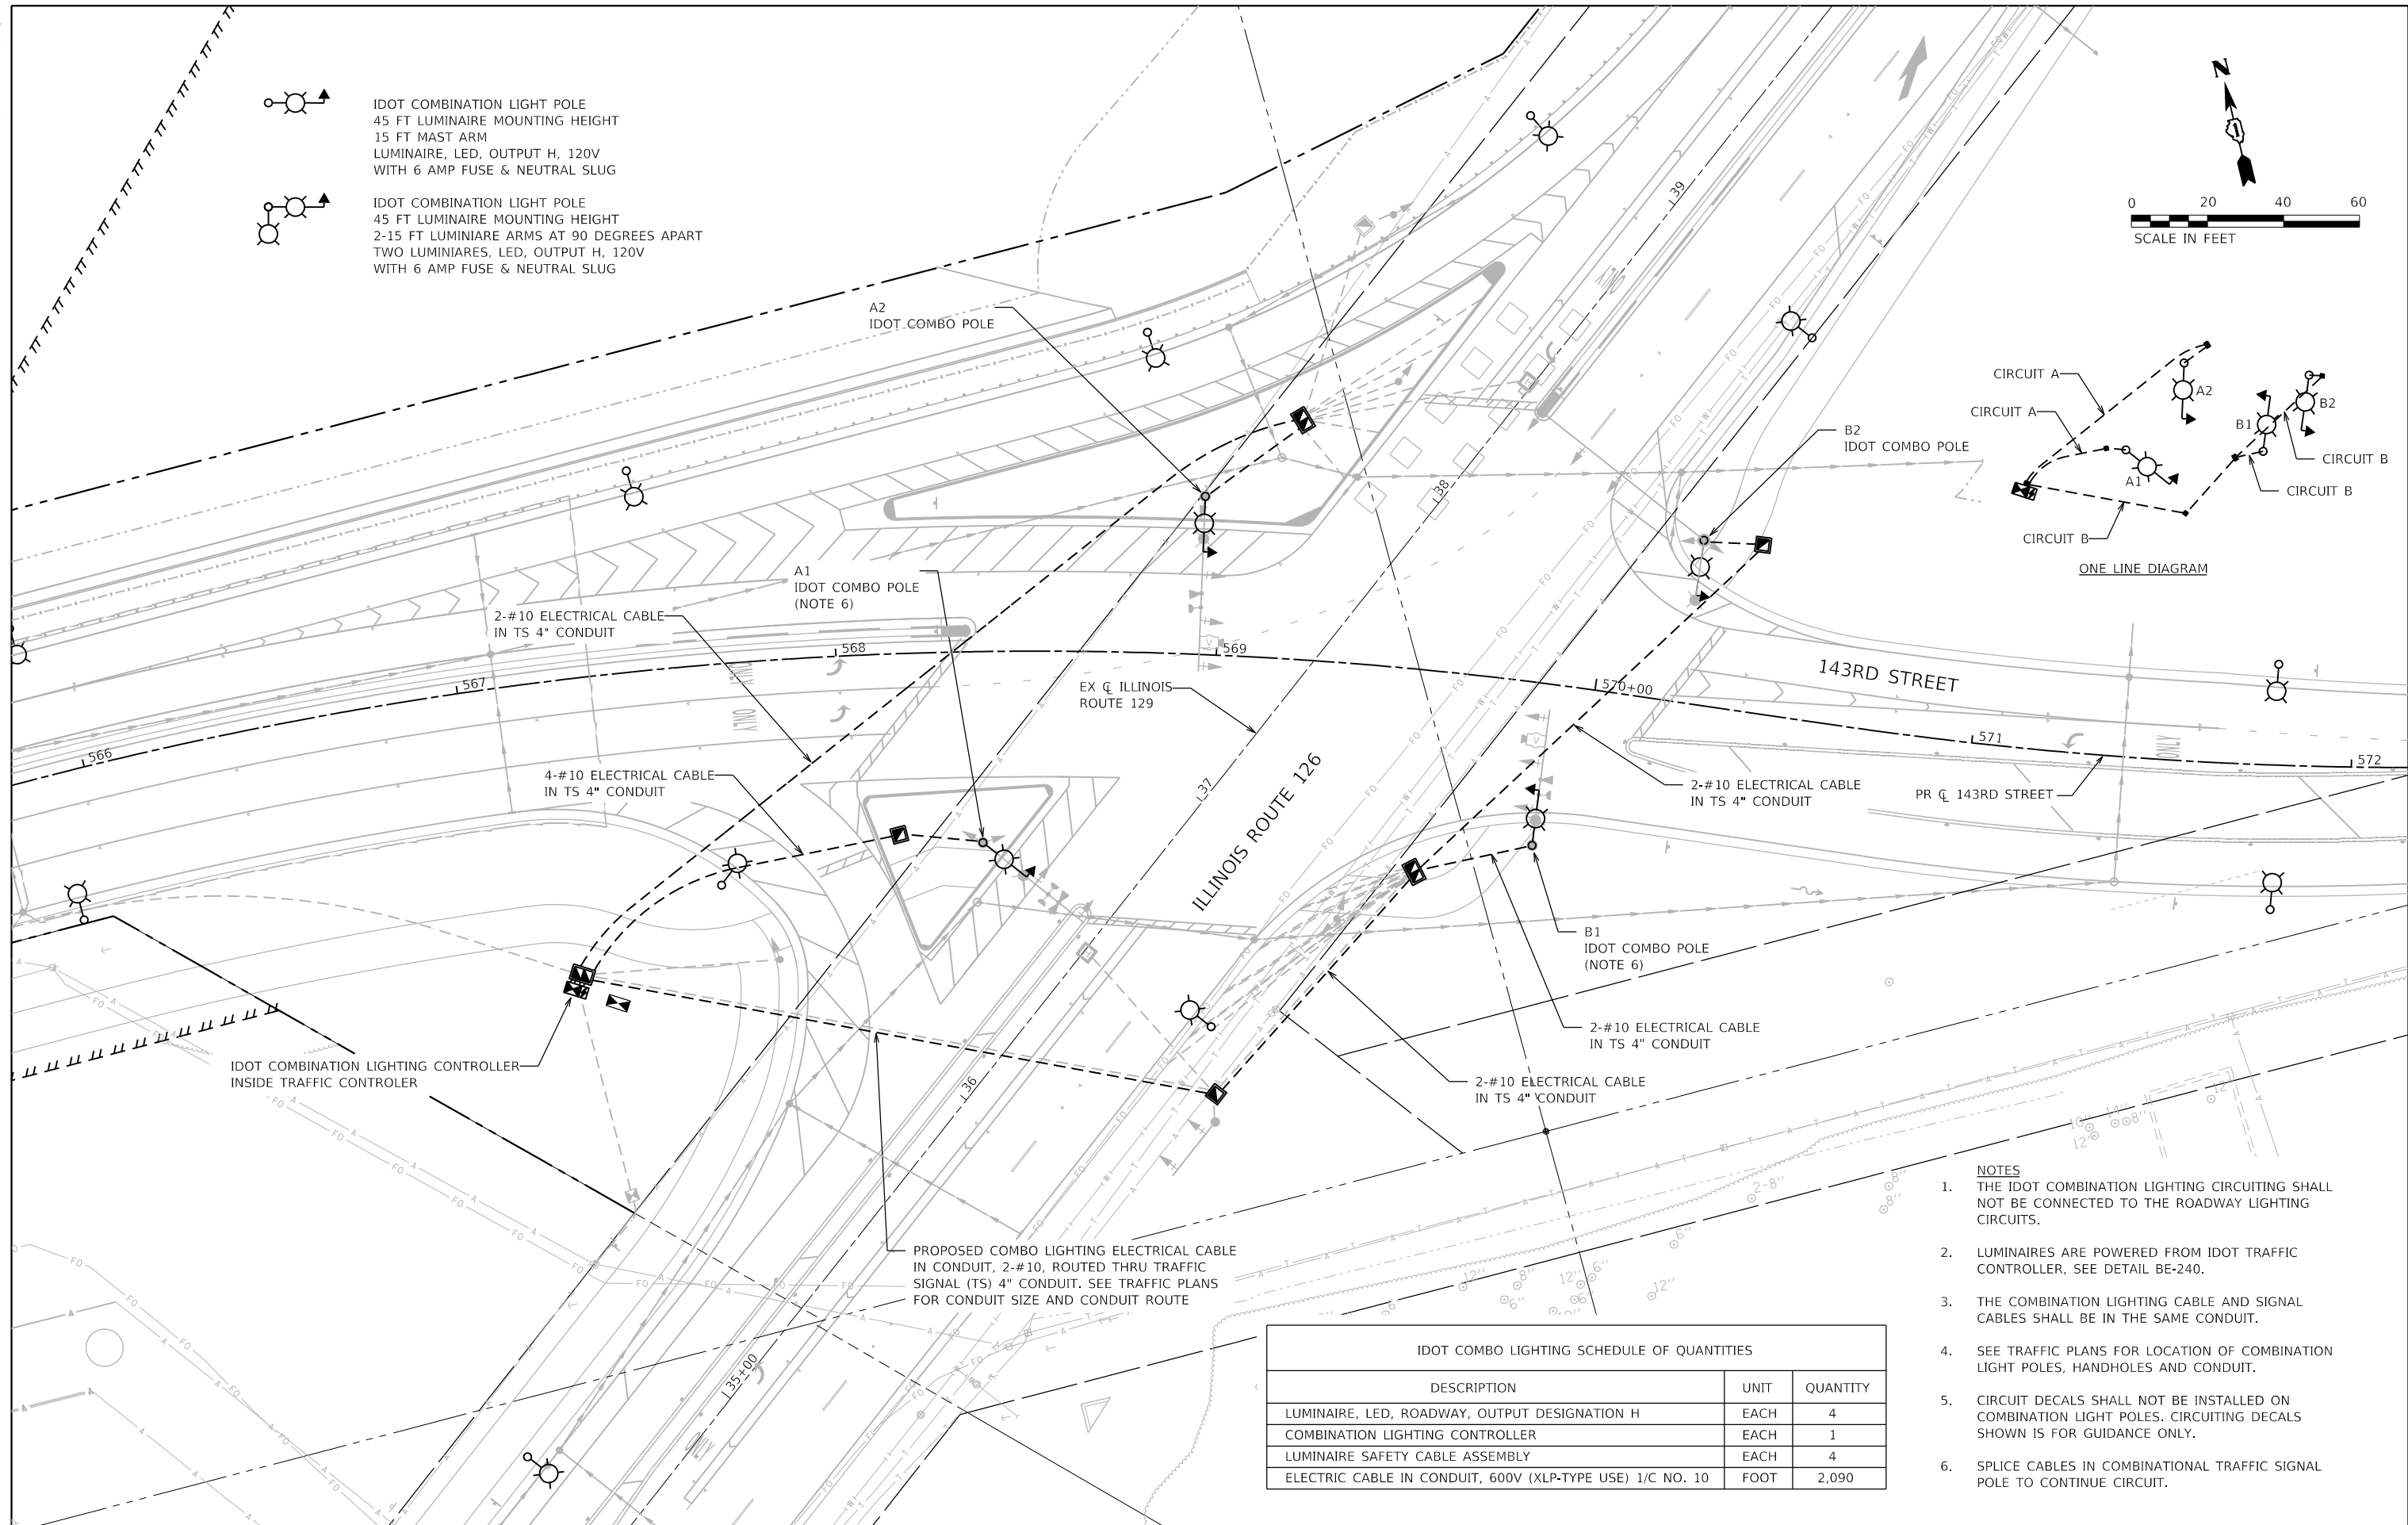 IDOT COMBINATION LIGHT POLE
45 FT LUMINAIRE MOUNTING HEIGHT
15 FT MAST ARM
LUMINAIRE, LED, OUTPUT H, 120V
WITH 6 AMP FUSE & NEUTRAL SLUG
IDOT COMBINATION LIGHT POLE
45 FT LUMINAIRE MOUNTING HEIGHT
2-15 FT LUMINIARE ARMS AT 90 DEGREES APART
TWO LUMINIARES, LED, OUTPUT H, 120V
WITH 6 AMP FUSE & NEUTRAL SLUG
N
0 20 40 60
SCALE IN FEET
A2
IDOT COMBO POLE
B2
IDOT COMBO POLE
CIRCUIT A
CIRCUIT A
A2
B2
B1
A1
CIRCUIT B
CIRCUIT B
CIRCUIT B
ONE LINE DIAGRAM
A1
IDOT COMBO POLE
(NOTE 6)
2-#10 ELECTRICAL CABLE
IN TS 4" CONDUIT
4-#10 ELECTRICAL CABLE
IN TS 4" CONDUIT
EX ℄ ILLINOIS
ROUTE 129
143RD STREET
ILLINOIS ROUTE 126
566
567
568
569
570+00
571
572
39
38
37
36
35+00
ONLY
ONLY
ONLY
ONLY
ONLY
2-#10 ELECTRICAL CABLE
IN TS 4" CONDUIT
PR ℄ 143RD STREET
B1
IDOT COMBO POLE
(NOTE 6)
2-#10 ELECTRICAL CABLE
IN TS 4" CONDUIT
2-#10 ELECTRICAL CABLE
IN TS 4" CONDUIT
IDOT COMBINATION LIGHTING CONTROLLER
INSIDE TRAFFIC CONTROLER
PROPOSED COMBO LIGHTING ELECTRICAL CABLE
IN CONDUIT, 2-#10, ROUTED THRU TRAFFIC
SIGNAL (TS) 4" CONDUIT. SEE TRAFFIC PLANS
FOR CONDUIT SIZE AND CONDUIT ROUTE
IDOT COMBO LIGHTING SCHEDULE OF QUANTITIES
DESCRIPTION UNIT QUANTITY
LUMINAIRE, LED, ROADWAY, OUTPUT DESIGNATION H EACH 4
COMBINATION LIGHTING CONTROLLER EACH 1
LUMINAIRE SAFETY CABLE ASSEMBLY EACH 4
ELECTRIC CABLE IN CONDUIT, 600V (XLP-TYPE USE) 1/C NO. 10 FOOT 2,090
NOTES
1. THE IDOT COMBINATION LIGHTING CIRCUITING SHALL
NOT BE CONNECTED TO THE ROADWAY LIGHTING
CIRCUITS.
2. LUMINAIRES ARE POWERED FROM IDOT TRAFFIC
CONTROLLER, SEE DETAIL BE-240.
3. THE COMBINATION LIGHTING CABLE AND SIGNAL
CABLES SHALL BE IN THE SAME CONDUIT.
4. SEE TRAFFIC PLANS FOR LOCATION OF COMBINATION
LIGHT POLES, HANDHOLES AND CONDUIT.
5. CIRCUIT DECALS SHALL NOT BE INSTALLED ON
COMBINATION LIGHT POLES. CIRCUITING DECALS
SHOWN IS FOR GUIDANCE ONLY.
6. SPLICE CABLES IN COMBINATIONAL TRAFFIC SIGNAL
POLE TO CONTINUE CIRCUIT.